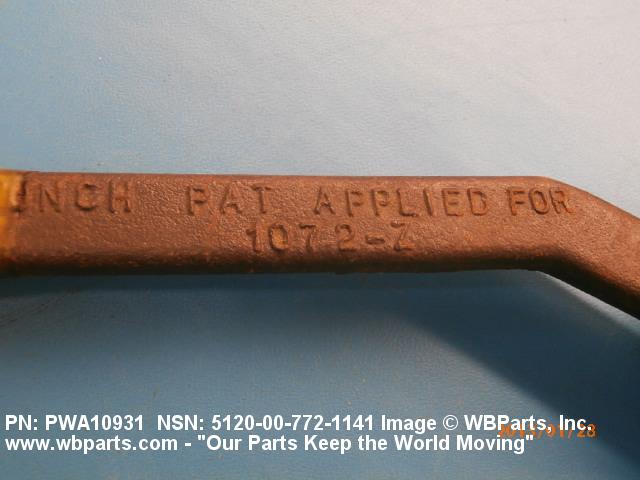 INCH PAT APPLIED FOR
1072-Z
PN: PWA10931 NSN: 5120-00-772-1141 Image © WBParts, Inc.
www.wbparts.com - "Our Parts Keep the World Moving"